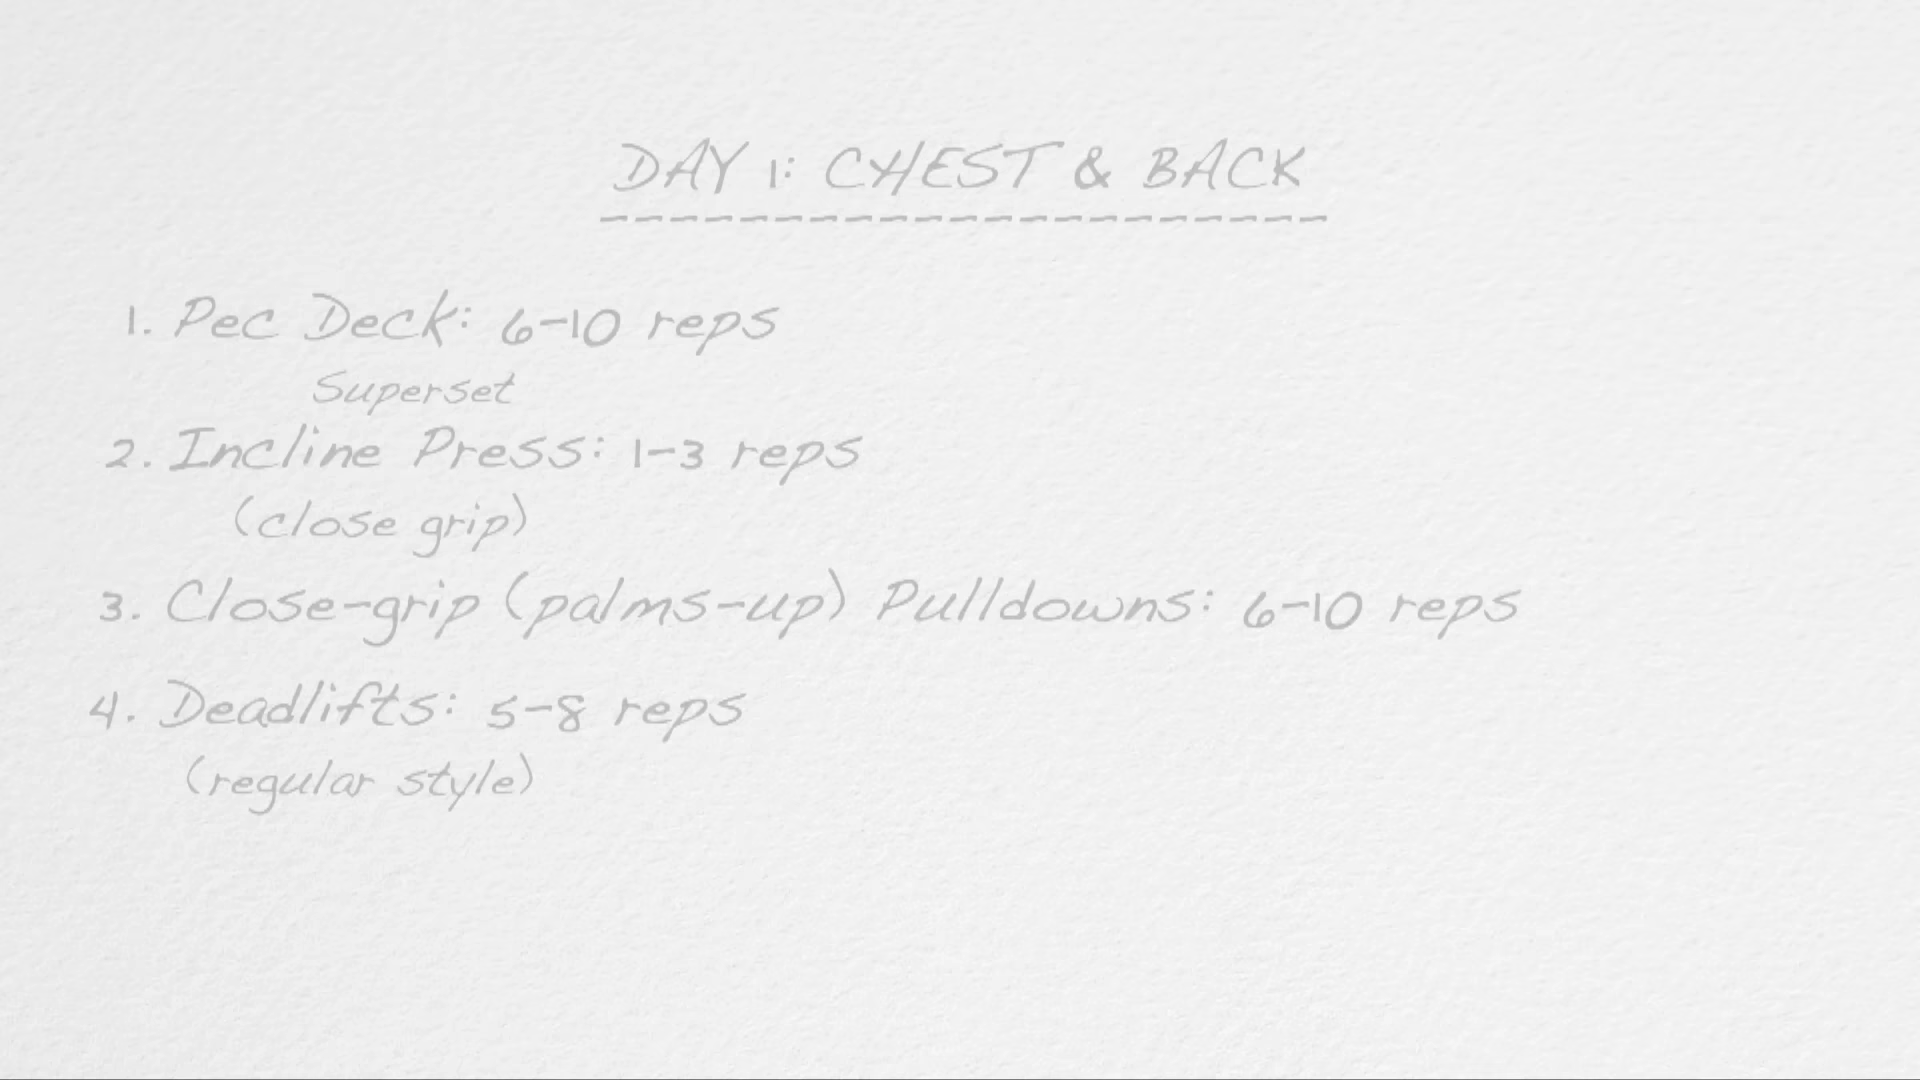 DAY 1: CHEST & BACK
1. Pec Deck: 6-10 reps
Superset
2. Incline Press: 1-3 reps
(close grip)
3. Close-grip (palms-up) Pulldowns: 6-10 reps
4. Deadlifts: 5-8 reps
(regular style)